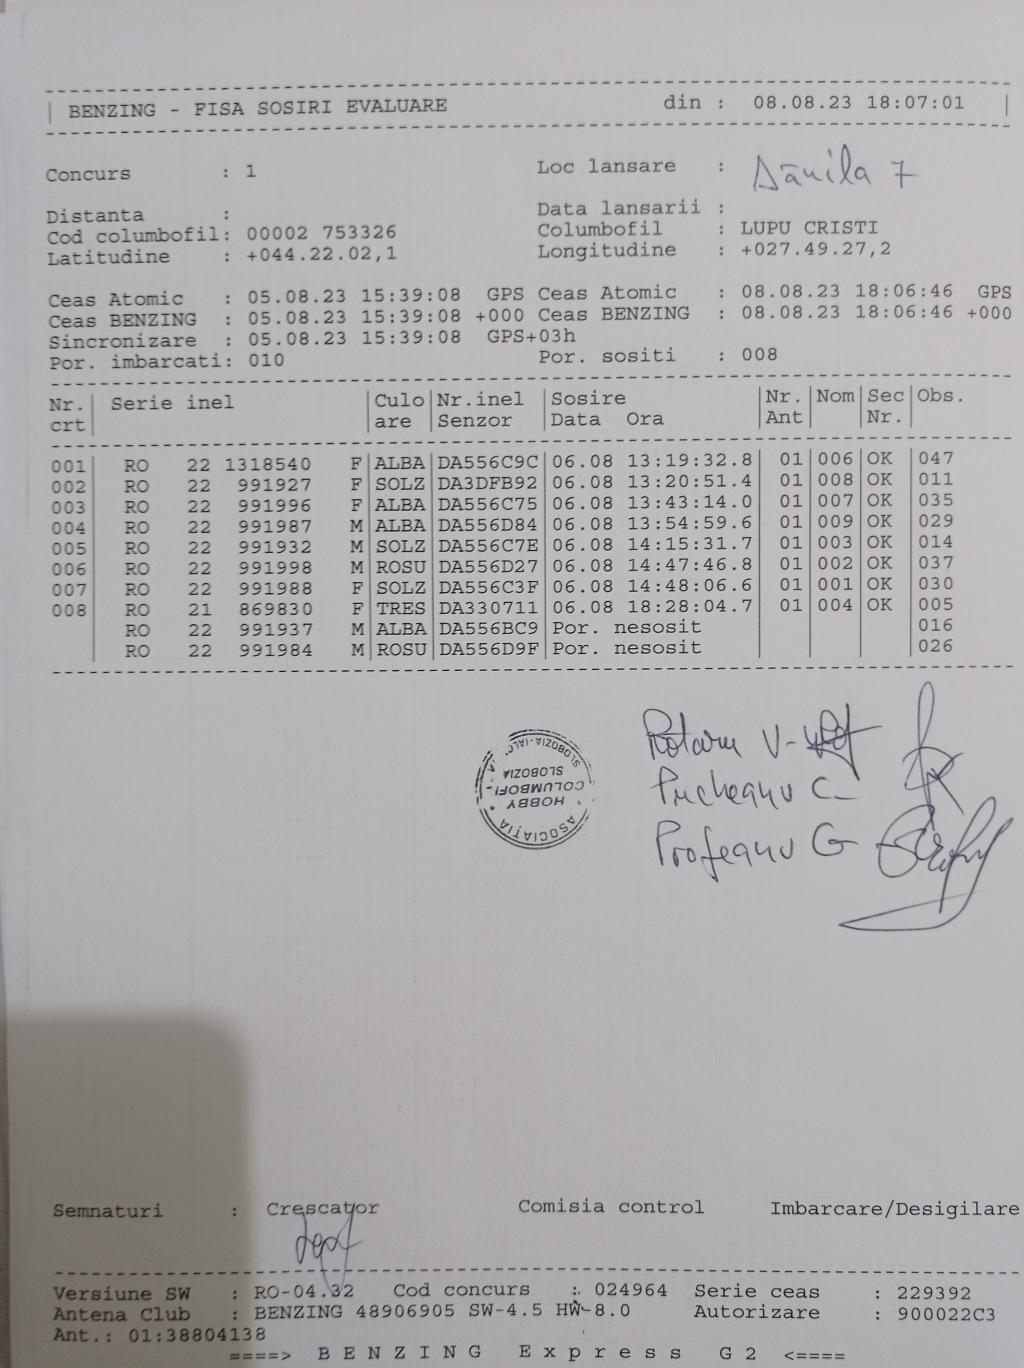 BENZING - FISA SOSIRI EVALUARE din : 08.08.23 18:07:01
Concurs : 1 Loc lansare : Dănila 7
Distanta : Data lansarii :
Cod columbofil: 00002 753326 Columbofil : LUPU CRISTI
Latitudine : +044.22.02,1 Longitudine : +027.49.27,2
Ceas Atomic : 05.08.23 15:39:08 GPS Ceas Atomic : 08.08.23 18:06:46 GPS
Ceas BENZING : 05.08.23 15:39:08 +000 Ceas BENZING : 08.08.23 18:06:46 +000
Sincronizare : 05.08.23 15:39:08 GPS+03h
Por. imbarcati: 010 Por. sositi : 008
Nr. | Serie inel | Culo | Nr.inel | Sosire | Nr. | Nom | Sec | Obs.
crt | | are | Senzor | Data Ora | Ant | | Nr. |
001 | RO 22 1318540 F | ALBA | DA556C9C | 06.08 13:19:32.8 | 01 | 006 | OK | 047
002 | RO 22 991927 F | SOLZ | DA3DFB92 | 06.08 13:20:51.4 | 01 | 008 | OK | 011
003 | RO 22 991996 F | ALBA | DA556C75 | 06.08 13:43:14.0 | 01 | 007 | OK | 035
004 | RO 22 991987 M | ALBA | DA556D84 | 06.08 13:54:59.6 | 01 | 009 | OK | 029
005 | RO 22 991932 M | SOLZ | DA556C7E | 06.08 14:15:31.7 | 01 | 003 | OK | 014
006 | RO 22 991998 M | ROSU | DA556D27 | 06.08 14:47:46.8 | 01 | 002 | OK | 037
007 | RO 22 991988 F | SOLZ | DA556C3F | 06.08 14:48:06.6 | 01 | 001 | OK | 030
008 | RO 21 869830 F | TRES | DA330711 | 06.08 18:28:04.7 | 01 | 004 | OK | 005
RO 22 991937 M | ALBA | DA556BC9 | Por. nesosit | | | | 016
RO 22 991984 M | ROSU | DA556D9F | Por. nesosit | | | | 026
Rotaru V-
C-
Profeanu G
ASOCIAȚIA
HOBBY
COLUMBOFI-
SLOBOZIA
SLOBOZIA-IAL.
Semnaturi : Crescator Comisia control Imbarcare/Desigilare
Versiune SW : RO-04.32 Cod concurs : 024964 Serie ceas : 229392
Antena Club : BENZING 48906905 SW-4.5 HW-8.0 Autorizare : 900022C3
Ant.: 01:38804138
====> B E N Z I N G E x p r e s s G 2 <====